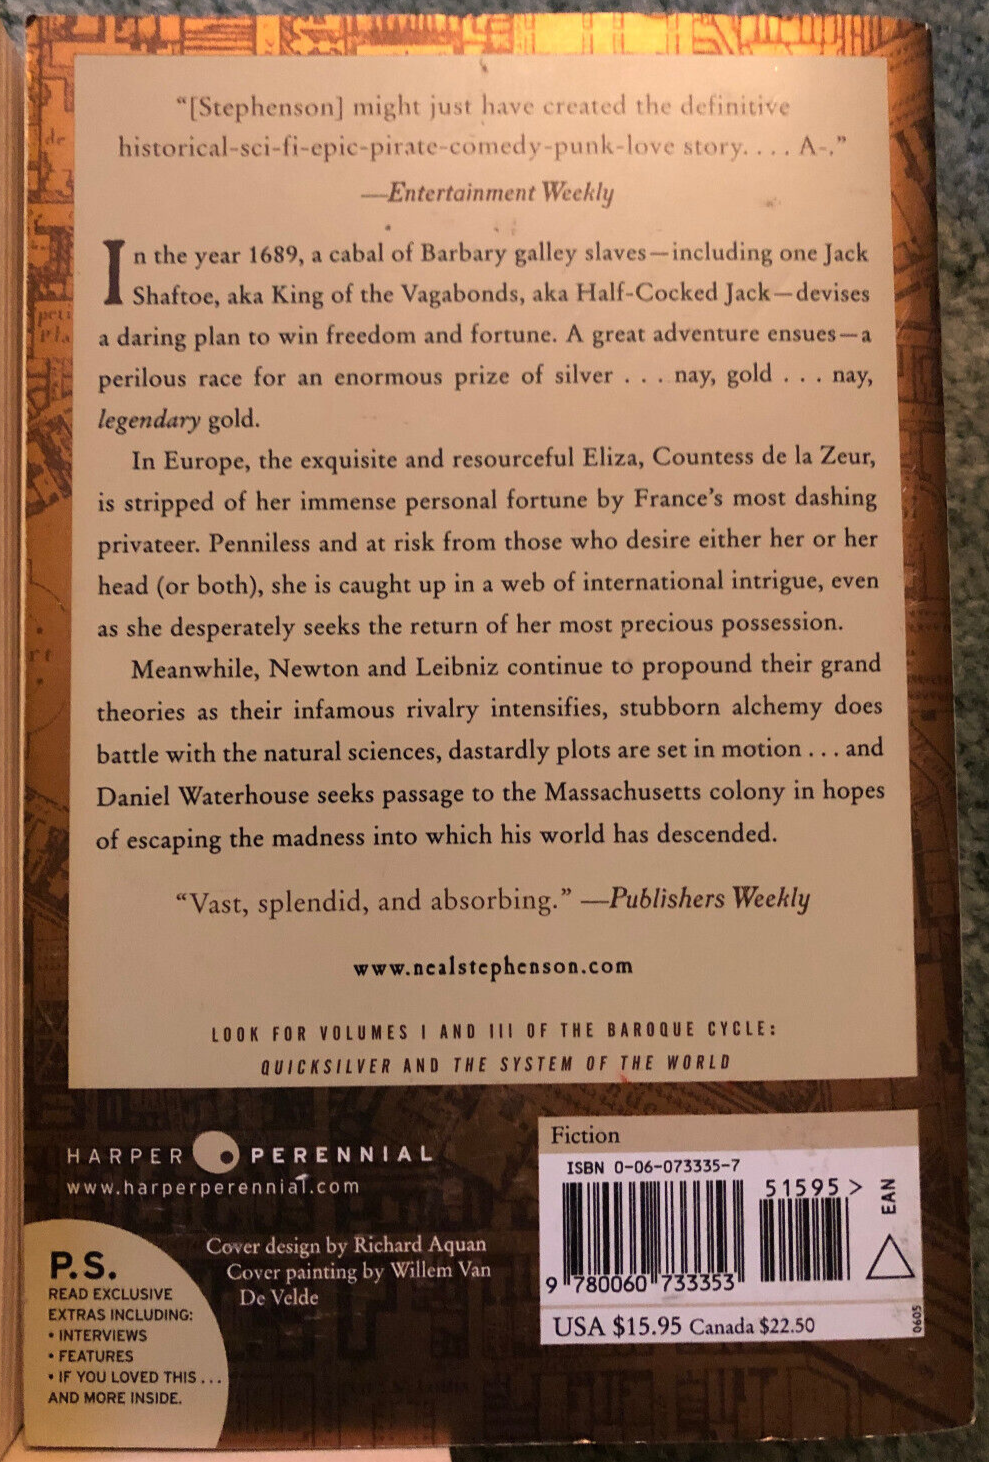 “[Stephenson] might just have created the definitive
historical-sci-fi-epic-pirate-comedy-punk-love story. . . . A-.”
—Entertainment Weekly
In the year 1689, a cabal of Barbary galley slaves—including one Jack
Shaftoe, aka King of the Vagabonds, aka Half-Cocked Jack—devises
a daring plan to win freedom and fortune. A great adventure ensues—a
perilous race for an enormous prize of silver . . . nay, gold . . . nay,
legendary gold.
In Europe, the exquisite and resourceful Eliza, Countess de la Zeur,
is stripped of her immense personal fortune by France’s most dashing
privateer. Penniless and at risk from those who desire either her or her
head (or both), she is caught up in a web of international intrigue, even
as she desperately seeks the return of her most precious possession.
Meanwhile, Newton and Leibniz continue to propound their grand
theories as their infamous rivalry intensifies, stubborn alchemy does
battle with the natural sciences, dastardly plots are set in motion . . . and
Daniel Waterhouse seeks passage to the Massachusetts colony in hopes
of escaping the madness into which his world has descended.
“Vast, splendid, and absorbing.” —Publishers Weekly
www.nealstephenson.com
LOOK FOR VOLUMES I AND III OF THE BAROQUE CYCLE:
QUICKSILVER AND THE SYSTEM OF THE WORLD
HARPER PERENNIAL
www.harperperennial.com
Cover design by Richard Aquan
Cover painting by Willem Van
De Velde
P.S.
READ EXCLUSIVE
EXTRAS INCLUDING:
• INTERVIEWS
• FEATURES
• IF YOU LOVED THIS . . .
AND MORE INSIDE.
Fiction
ISBN 0-06-073335-7
51595 >
EAN
9 780060 733353
USA $15.95 Canada $22.50
0605